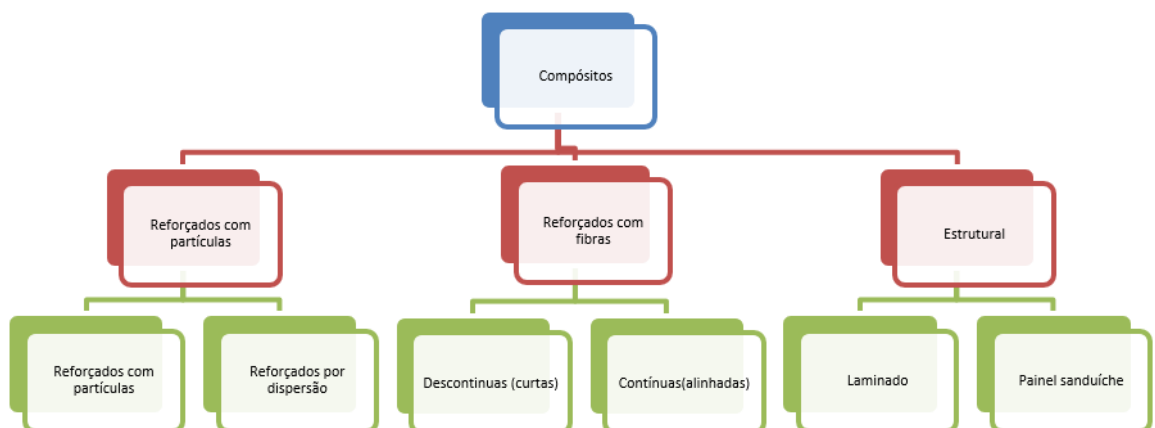 Compósitos
Reforçados com
partículas
Reforçados com
fibras
Estrutural
Reforçados com
partículas
Reforçados por
dispersão
Descontinuas (curtas)
Contínuas(alinhadas)
Laminado
Painel sanduíche